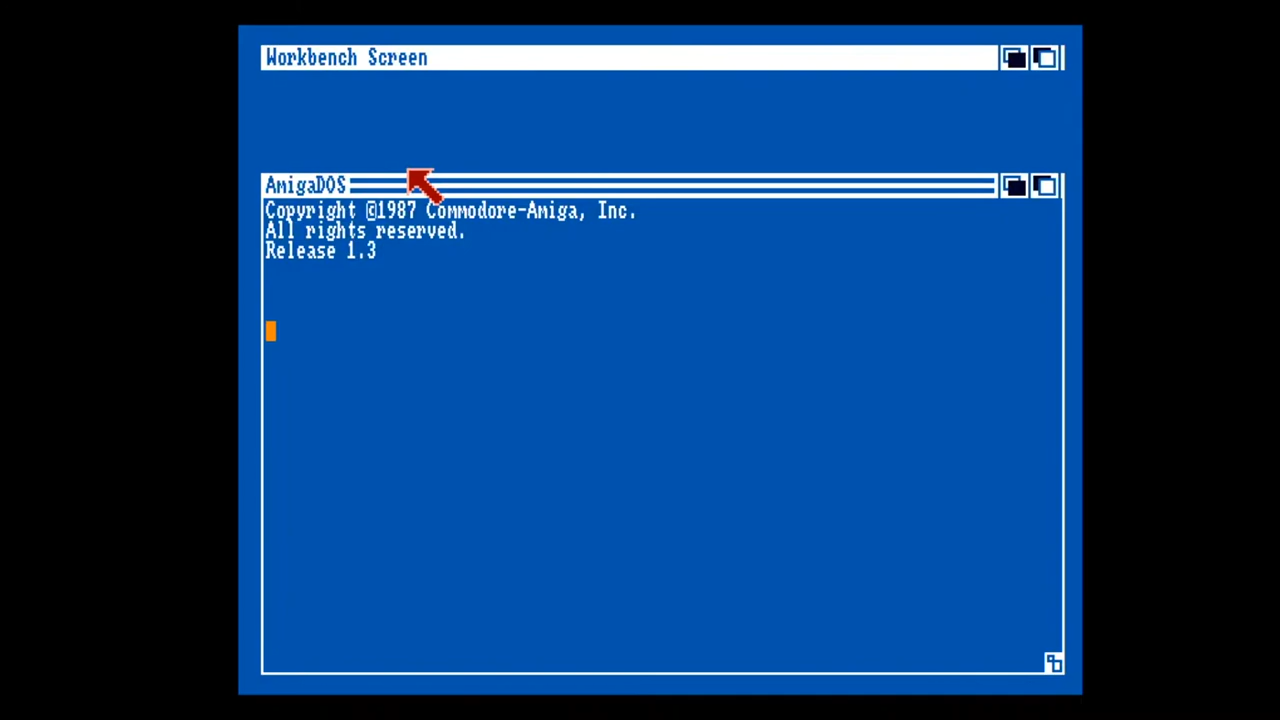 Workbench Screen
AmigaDOS
Copyright ©1987 Commodore-Amiga, Inc.
All rights reserved.
Release 1.3